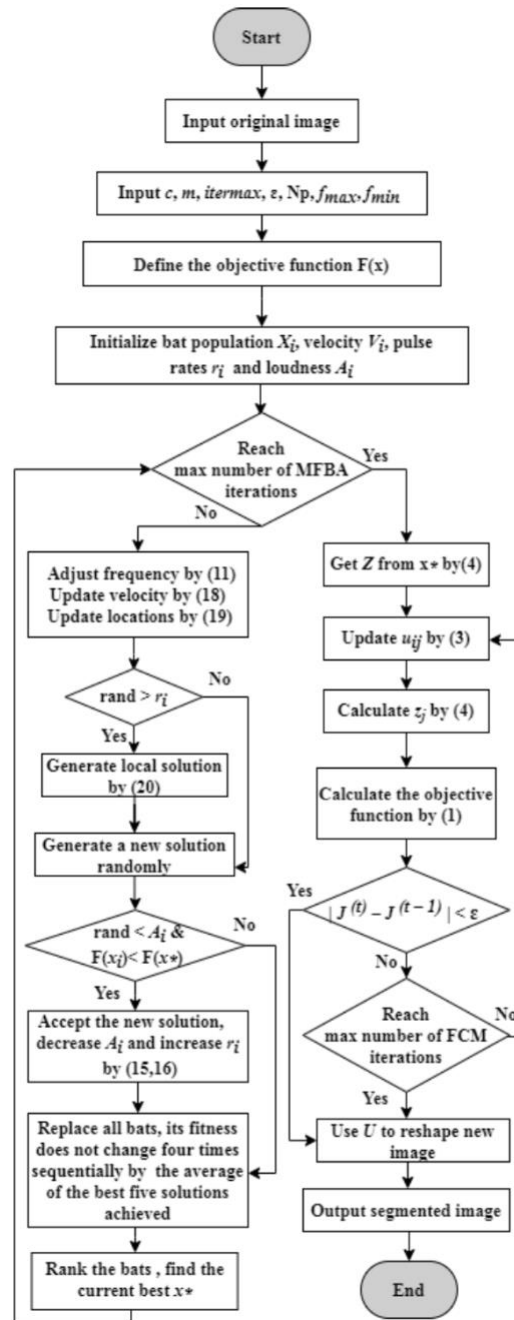 Start
Input original image
Input c, m, itermax, ε, Np, fmax, fmin
Define the objective function F(x)
Initialize bat population Xi, velocity Vi, pulse
rates ri and loudness Ai
Reach
max number of MFBA
iterations
Yes
No
Adjust frequency by (11)
Update velocity by (18)
Update locations by (19)
rand > ri
No
Yes
Generate local solution
by (20)
Generate a new solution
randomly
rand < Ai &
F(xi)< F(x*)
No
Yes
Accept the new solution,
decrease Ai and increase ri
by (15,16)
Replace all bats, its fitness
does not change four times
sequentially by the average
of the best five solutions
achieved
Rank the bats , find the
current best x*
Get Z from x* by(4)
Update uij by (3)
Calculate zj by (4)
Calculate the objective
function by (1)
Yes
| J(t) – J(t–1) | < ε
No
Reach
max number of FCM
iterations
No
Yes
Use U to reshape new
image
Output segmented image
End